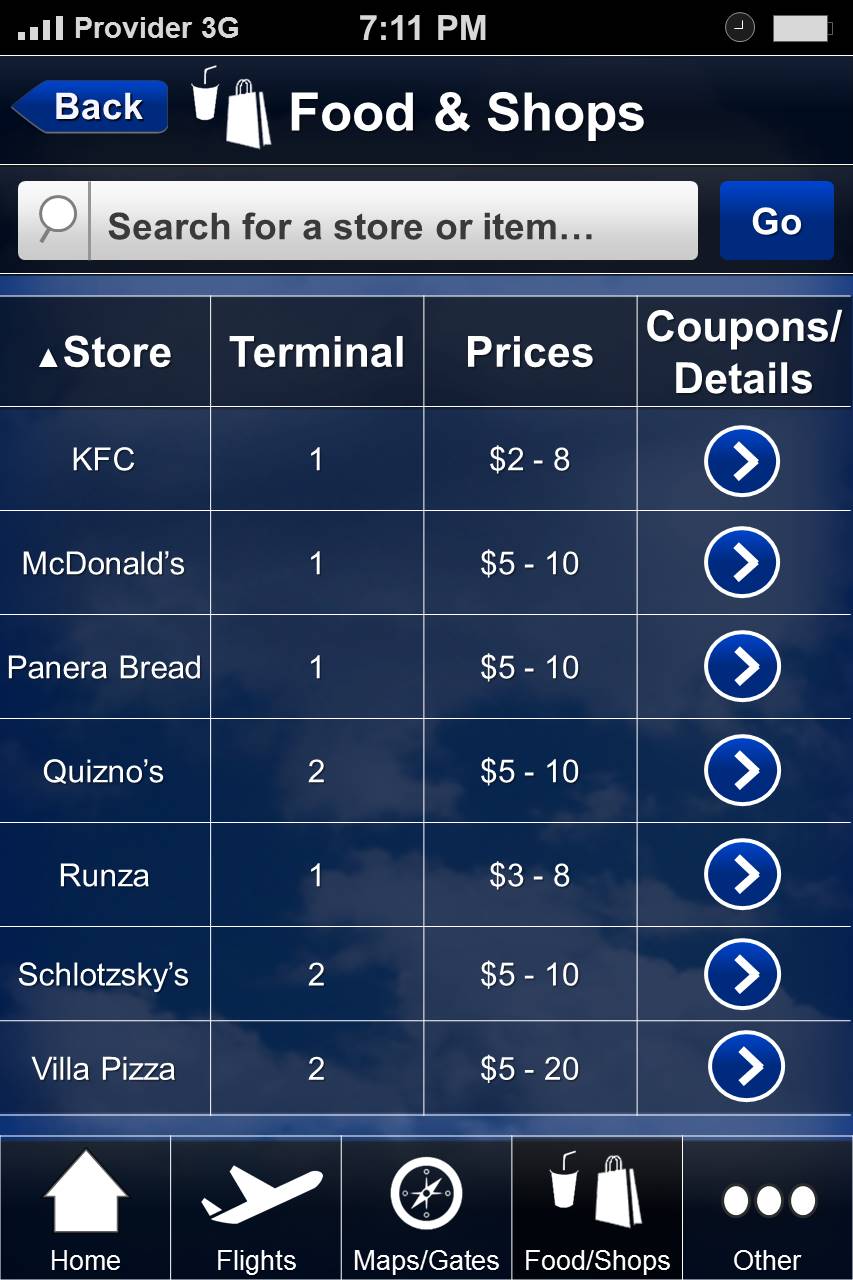 Provider 3G 7:11 PM
Back Food & Shops
Search for a store or item… Go
▲Store Terminal Prices Coupons/
Details
KFC 1 $2 - 8
McDonald’s 1 $5 - 10
Panera Bread 1 $5 - 10
Quizno’s 2 $5 - 10
Runza 1 $3 - 8
Schlotzsky’s 2 $5 - 10
Villa Pizza 2 $5 - 20
Home Flights Maps/Gates Food/Shops Other